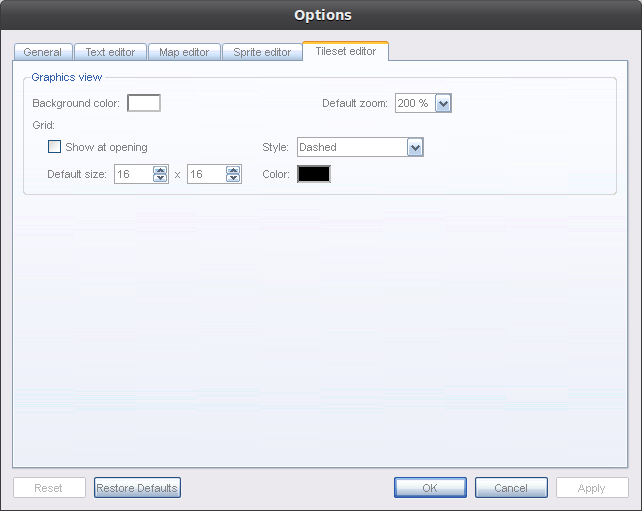 Options
General Text editor Map editor Sprite editor Tileset editor
Graphics view
Background color: Default zoom: 200 %
Grid:
Show at opening Style: Dashed
Default size: 16 x 16 Color:
Reset Restore Defaults OK Cancel Apply